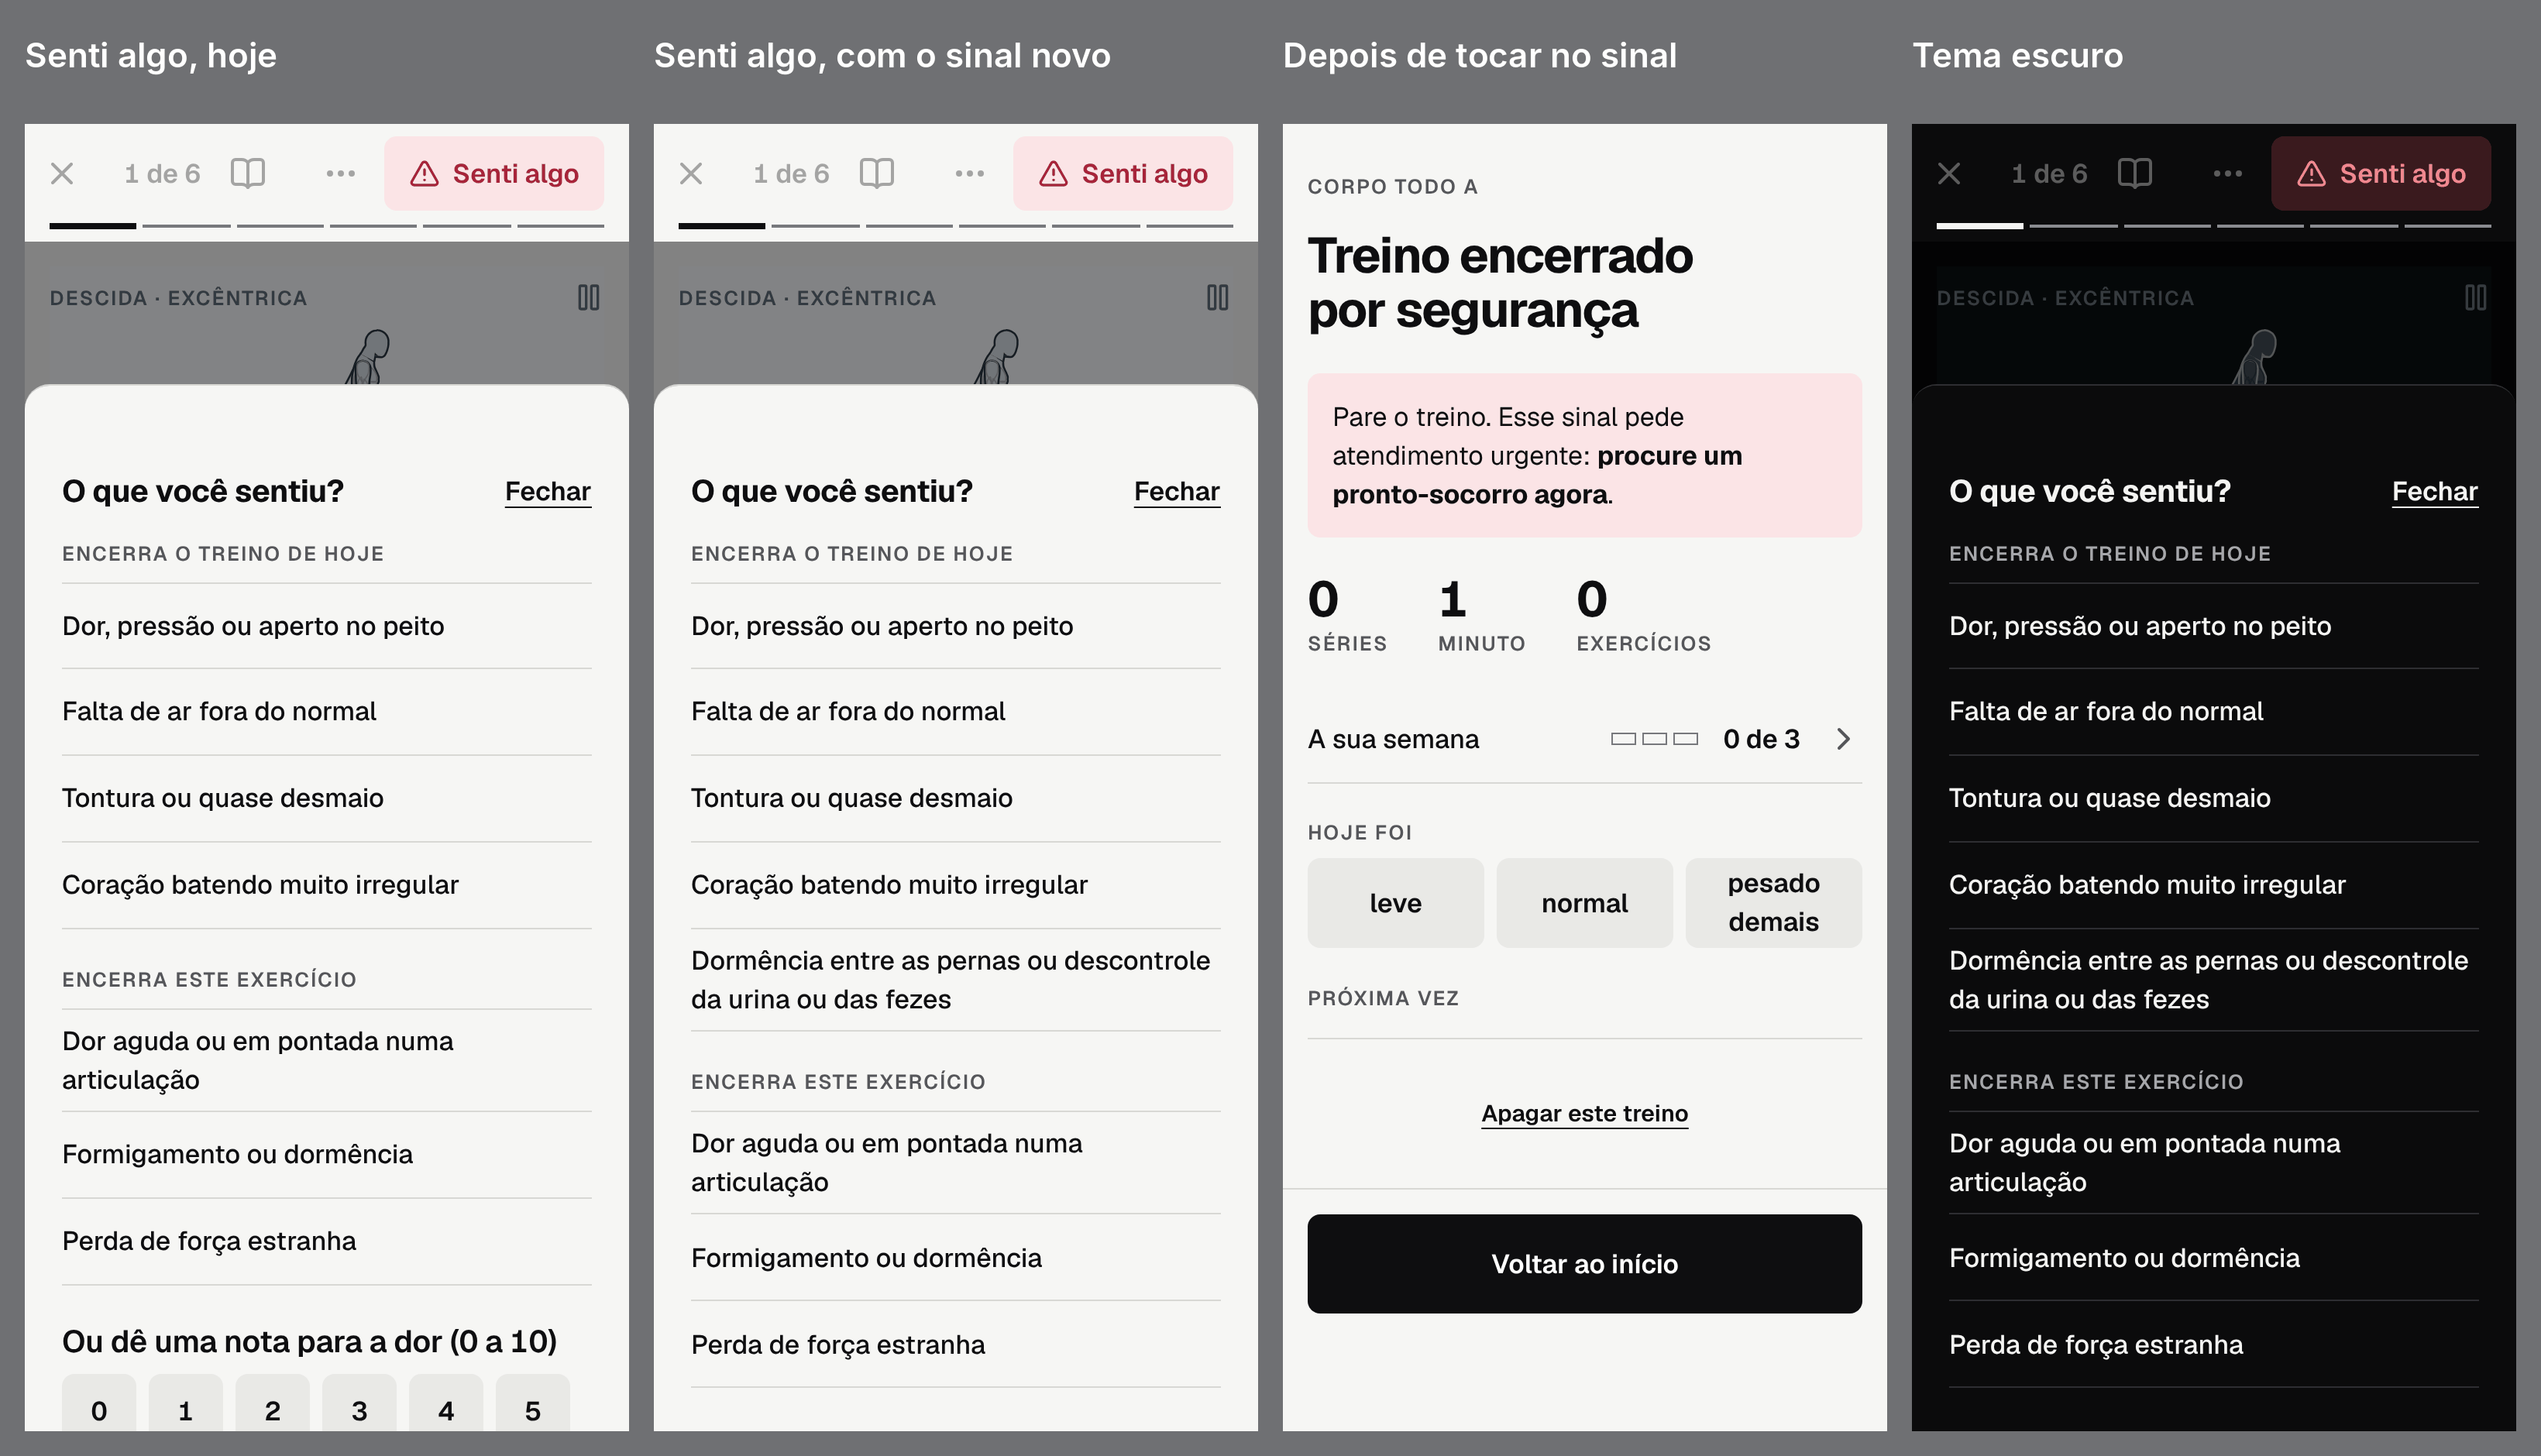 Senti algo, hoje
1 de 6
Senti algo
DESCIDA · EXCÊNTRICA
O que você sentiu?
Fechar
ENCERRA O TREINO DE HOJE
Dor, pressão ou aperto no peito
Falta de ar fora do normal
Tontura ou quase desmaio
Coração batendo muito irregular
ENCERRA ESTE EXERCÍCIO
Dor aguda ou em pontada numa
articulação
Formigamento ou dormência
Perda de força estranha
Ou dê uma nota para a dor (0 a 10)
0 1 2 3 4 5
Senti algo, com o sinal novo
1 de 6
Senti algo
DESCIDA · EXCÊNTRICA
O que você sentiu?
Fechar
ENCERRA O TREINO DE HOJE
Dor, pressão ou aperto no peito
Falta de ar fora do normal
Tontura ou quase desmaio
Coração batendo muito irregular
Dormência entre as pernas ou descontrole
da urina ou das fezes
ENCERRA ESTE EXERCÍCIO
Dor aguda ou em pontada numa
articulação
Formigamento ou dormência
Perda de força estranha
Depois de tocar no sinal
CORPO TODO A
Treino encerrado
por segurança
Pare o treino. Esse sinal pede
atendimento urgente: procure um
pronto-socorro agora.
0 1 0
SÉRIES MINUTO EXERCÍCIOS
A sua semana
0 de 3
HOJE FOI
leve
normal
pesado
demais
PRÓXIMA VEZ
Apagar este treino
Voltar ao início
Tema escuro
1 de 6
Senti algo
DESCIDA · EXCÊNTRICA
O que você sentiu?
Fechar
ENCERRA O TREINO DE HOJE
Dor, pressão ou aperto no peito
Falta de ar fora do normal
Tontura ou quase desmaio
Coração batendo muito irregular
Dormência entre as pernas ou descontrole
da urina ou das fezes
ENCERRA ESTE EXERCÍCIO
Dor aguda ou em pontada numa
articulação
Formigamento ou dormência
Perda de força estranha